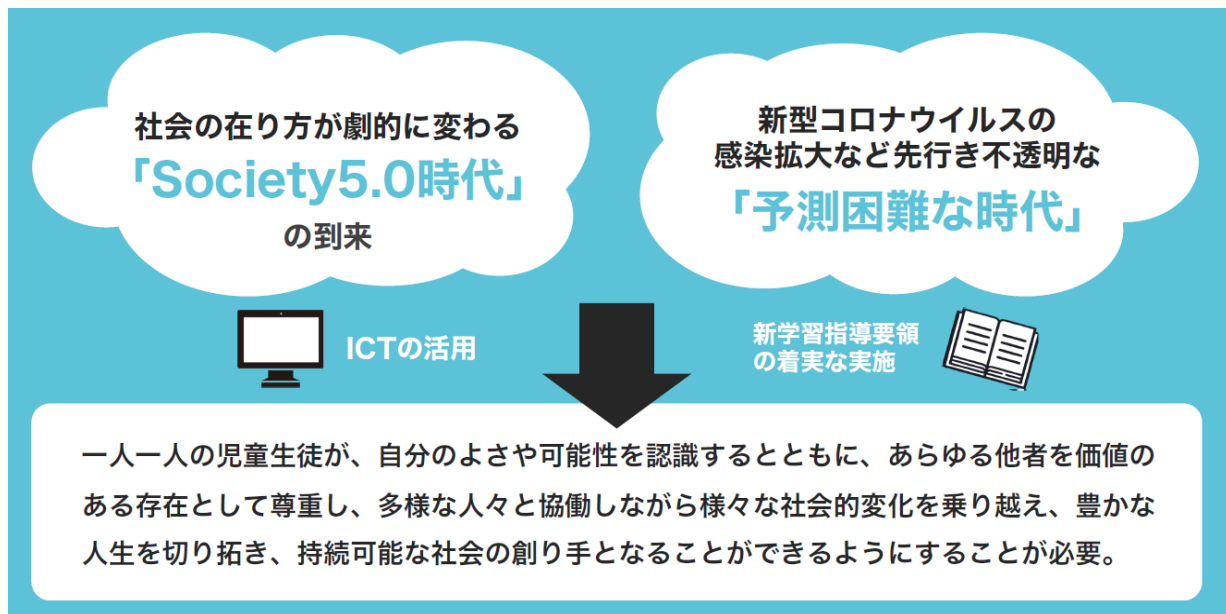 社会の在り方が劇的に変わる
「Society5.0時代」
の到来
新型コロナウイルスの
感染拡大など先行き不透明な
「予測困難な時代」
ICTの活用
新学習指導要領
の着実な実施
一人一人の児童生徒が、自分のよさや可能性を認識するとともに、あらゆる他者を価値の
ある存在として尊重し、多様な人々と協働しながら様々な社会的変化を乗り越え、豊かな
人生を切り拓き、持続可能な社会の創り手となることができるようにすることが必要。